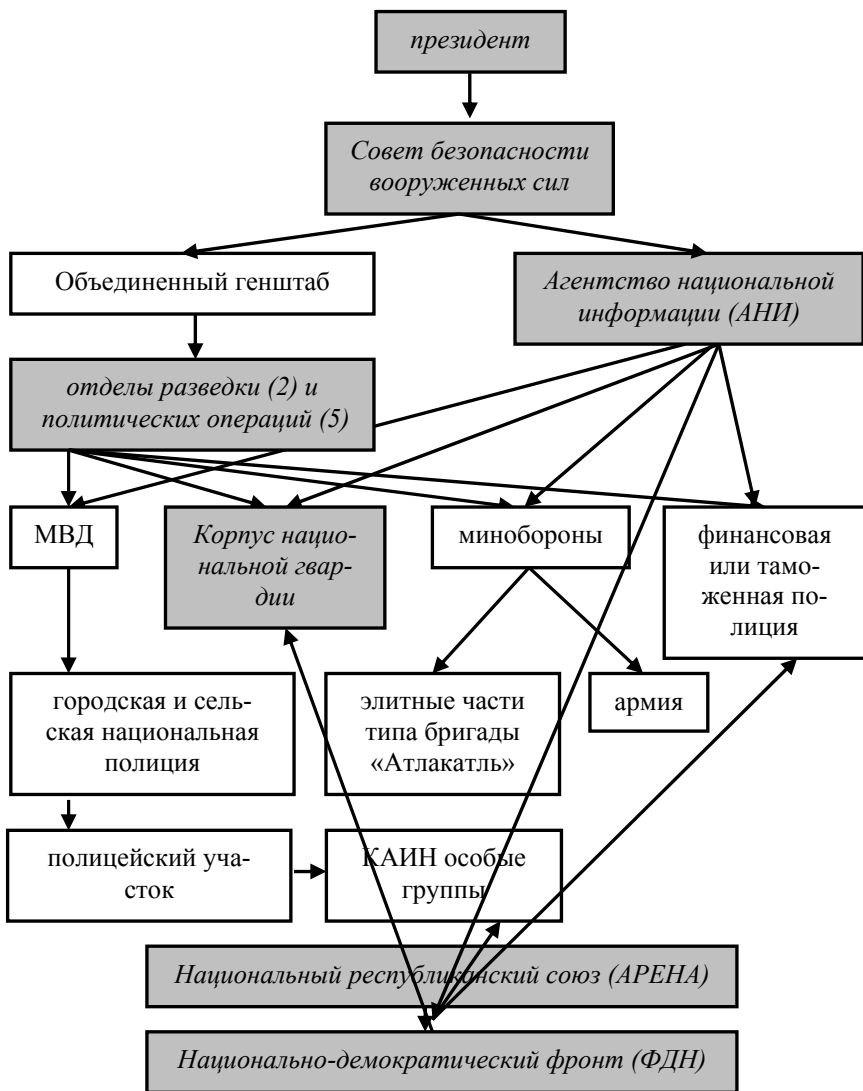 президент
Совет безопасности
вооруженных сил
Объединенный генштаб
Агентство национальной
информации (АНИ)
отделы разведки (2) и
политических операций (5)
МВД
Корпус нацио-
нальной гвар-
дии
минобороны
финансовая
или тамо-
женная по-
лиция
городская и сель-
ская национальная
полиция
элитные части
типа бригады
«Атлакатль»
армия
полицейский уча-
сток
КАИН особые
группы
Национальный республиканский союз (АРЕНА)
Национально-демократический фронт (ФДН)